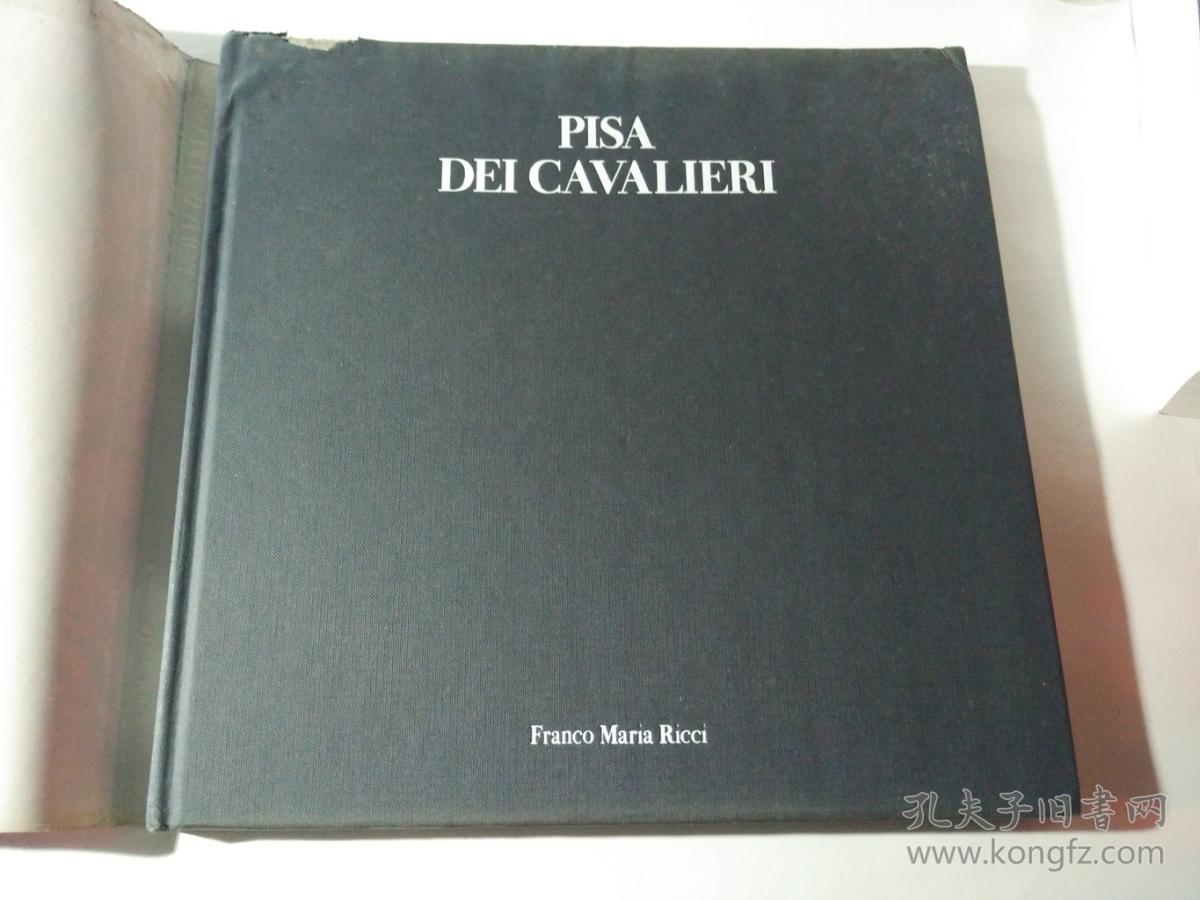 PISA
DEI CAVALIERI
Franco Maria Ricci
孔夫子旧书网
www.kongfz.com